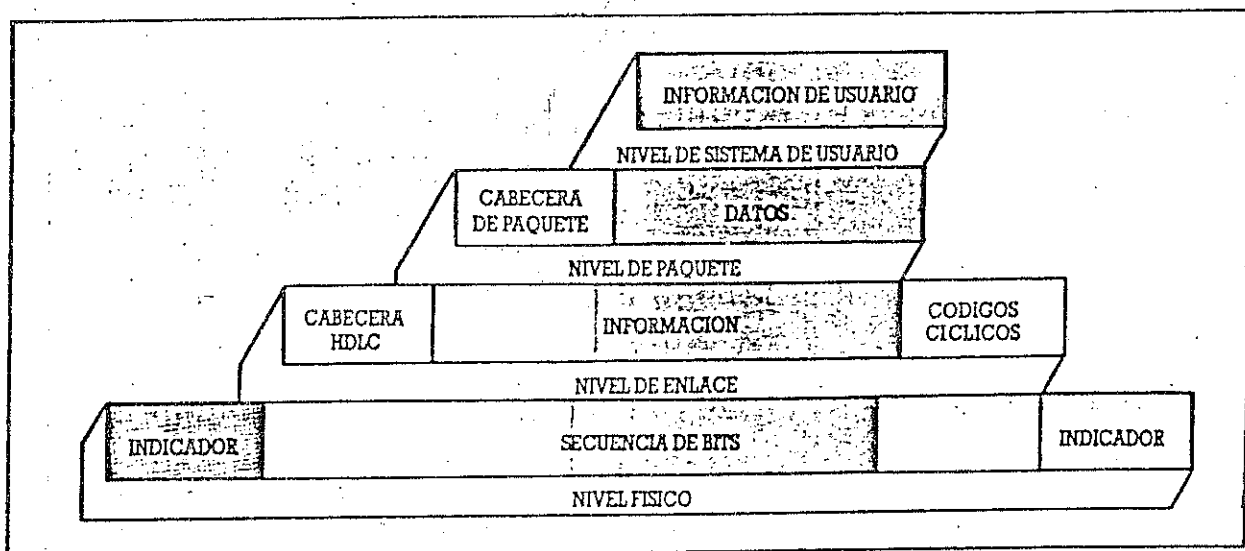 INFORMACION DE USUARIO
NIVEL DE SISTEMA DE USUARIO
CABECERA
DE PAQUETE
DATOS
NIVEL DE PAQUETE
CABECERA
HDLC
INFORMACION
CODIGOS
CICLICOS
NIVEL DE ENLACE
INDICADOR
SECUENCIA DE BITS
INDICADOR
NIVEL FISICO